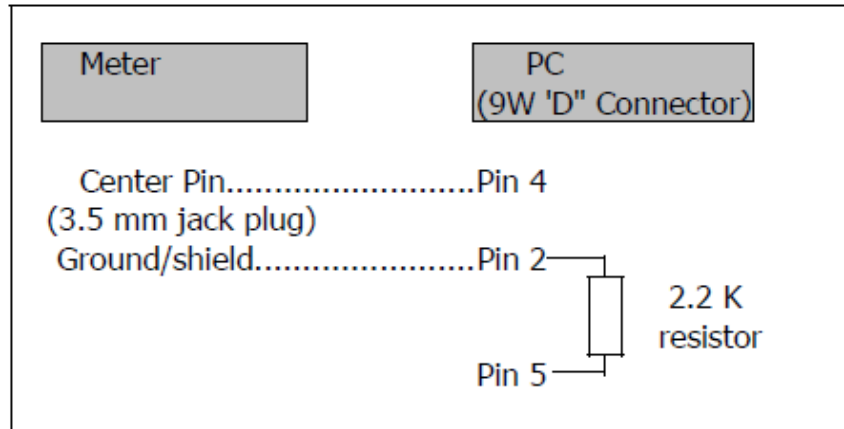 Meter
PC
(9W 'D" Connector)
Center Pin..........................Pin 4
(3.5 mm jack plug)
Ground/shield.......................Pin 2
2.2 K
resistor
Pin 5